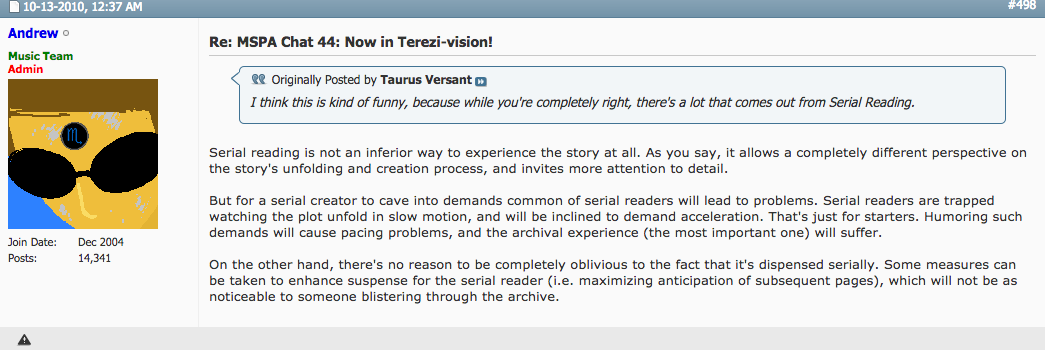 10-13-2010, 12:37 AM
#498
Andrew
Music Team
Admin
♏
Join Date: Dec 2004
Posts: 14,341
Re: MSPA Chat 44: Now in Terezi-vision!
Originally Posted by Taurus Versant
I think this is kind of funny, because while you're completely right, there's a lot that comes out from Serial Reading.
Serial reading is not an inferior way to experience the story at all. As you say, it allows a completely different perspective on
the story's unfolding and creation process, and invites more attention to detail.
But for a serial creator to cave into demands common of serial readers will lead to problems. Serial readers are trapped
watching the plot unfold in slow motion, and will be inclined to demand acceleration. That's just for starters. Humoring such
demands will cause pacing problems, and the archival experience (the most important one) will suffer.
On the other hand, there's no reason to be completely oblivious to the fact that it's dispensed serially. Some measures can
be taken to enhance suspense for the serial reader (i.e. maximizing anticipation of subsequent pages), which will not be as
noticeable to someone blistering through the archive.